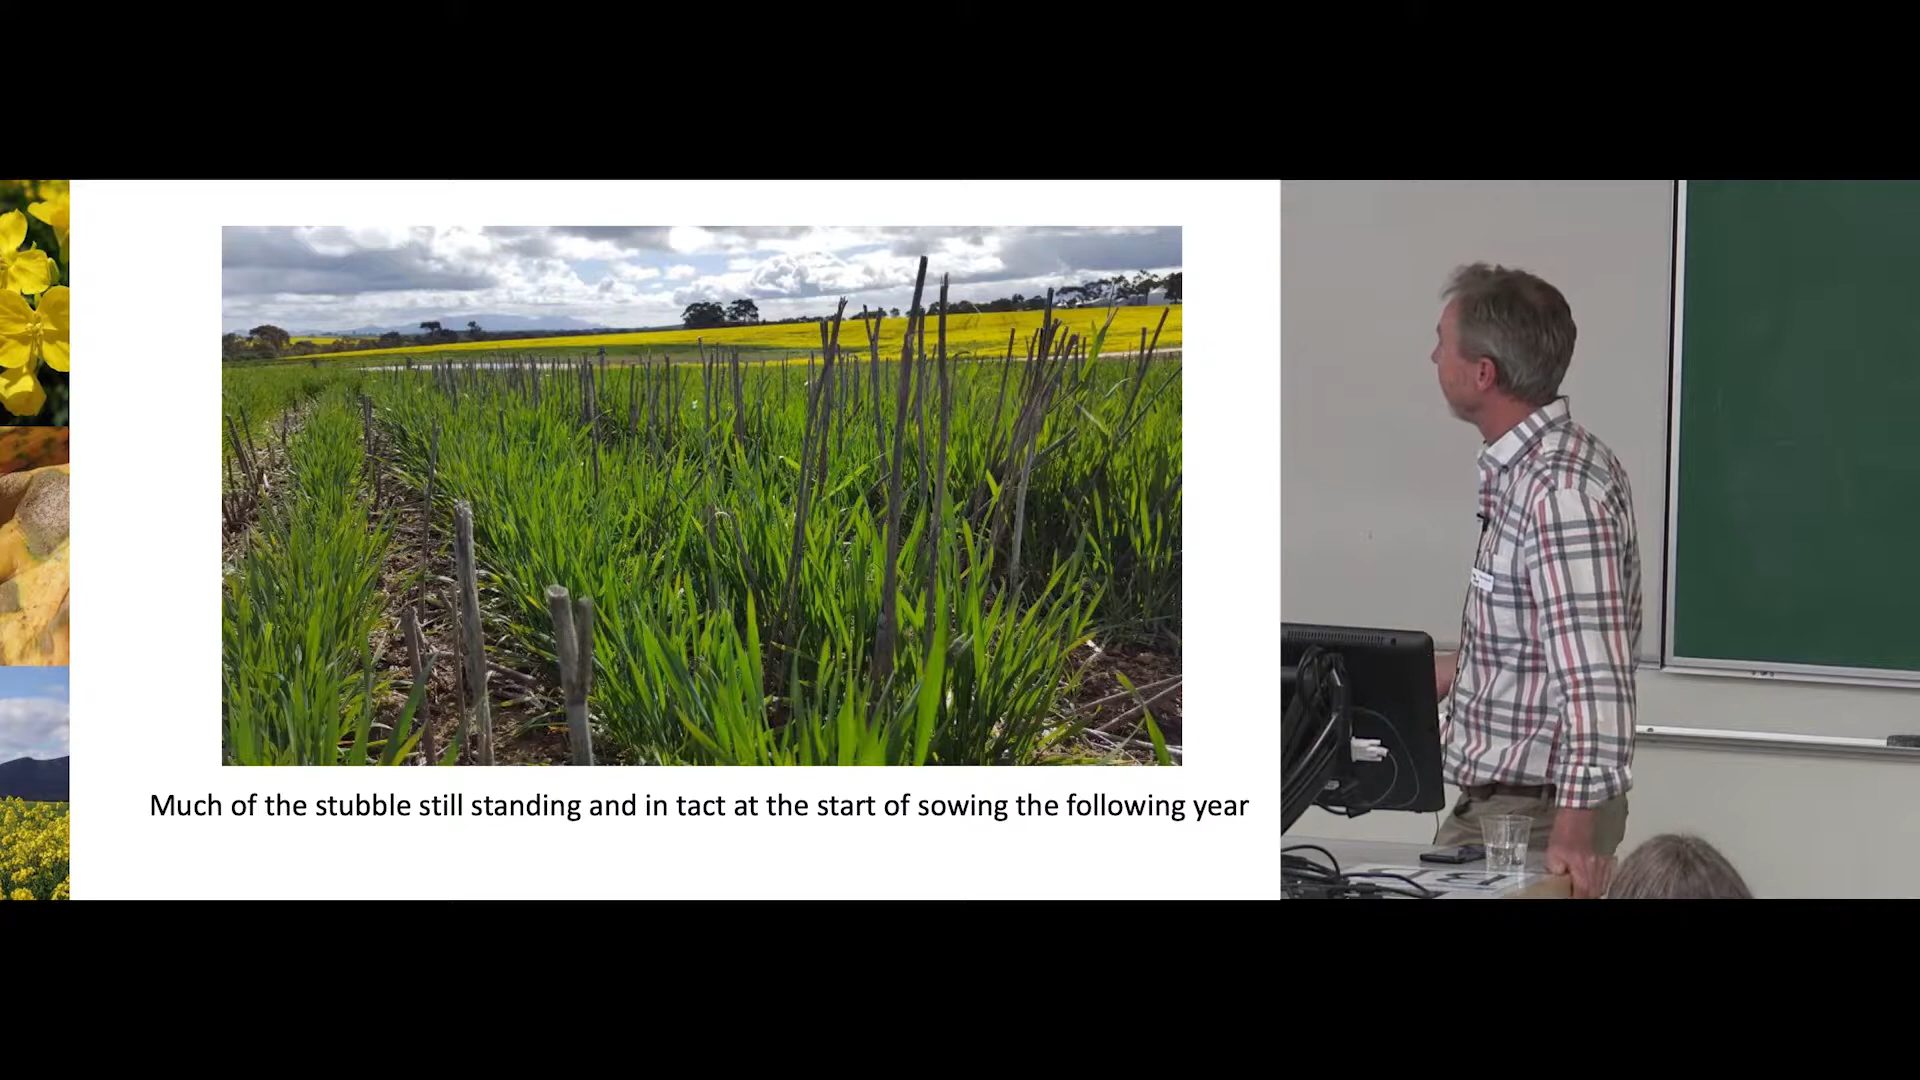 Much of the stubble still standing and in tact at the start of sowing the following year